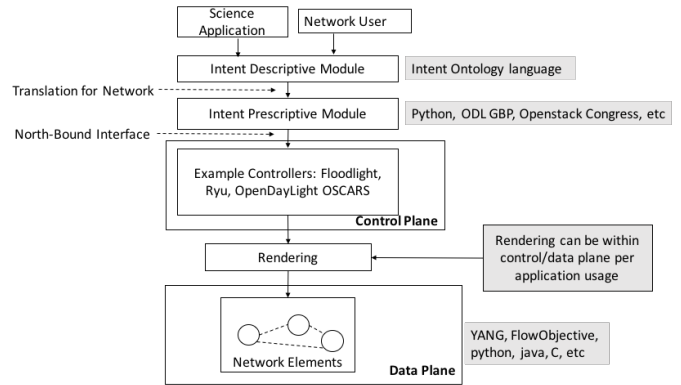 Science
Application
Network User
Intent Descriptive Module
Intent Ontology language
Translation for Network
Intent Prescriptive Module
Python, ODL GBP, Openstack Congress, etc
North-Bound Interface
Example Controllers: Floodlight,
Ryu, OpenDayLight OSCARS
Control Plane
Rendering
Rendering can be within
control/data plane per
application usage
Network Elements
YANG, FlowObjective,
python, java, C, etc
Data Plane